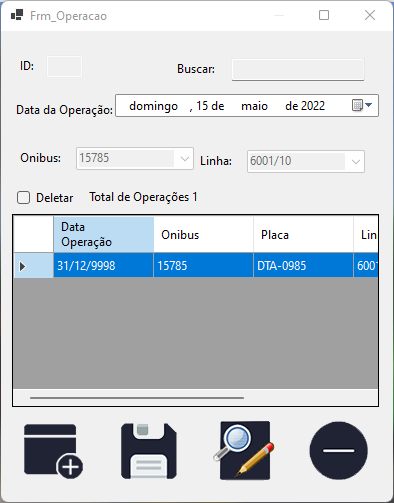 Frm_Operacao
ID:
Buscar:
Data da Operação: domingo , 15 de maio de 2022
Onibus: 15785 Linha: 6001/10
Deletar Total de Operações 1
Data Operação Onibus Placa Lin
31/12/9998 15785 DTA-0985 6001